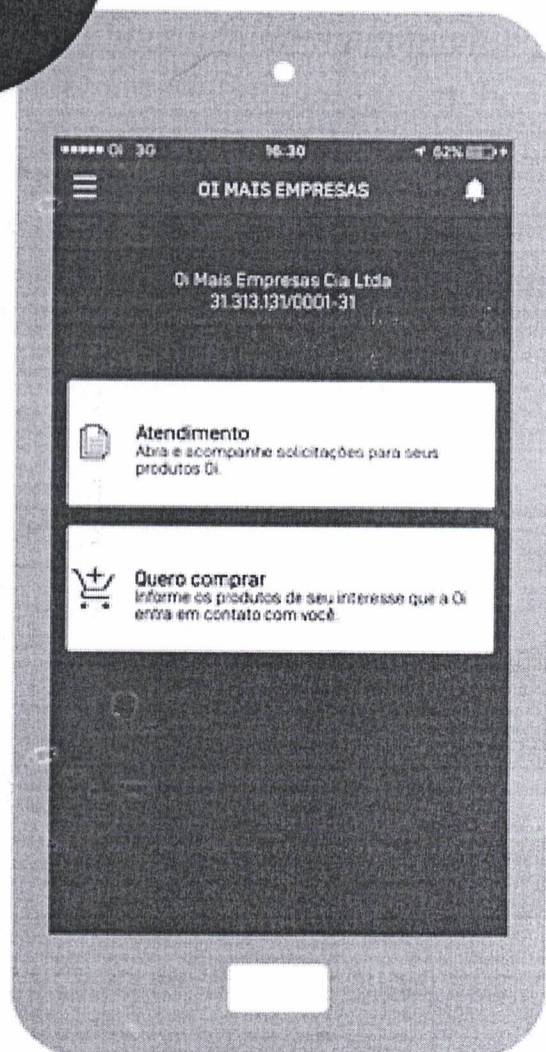 Oi 3G 16:30 62%
OI MAIS EMPRESAS
Oi Mais Empresas Cia Ltda
31.313.131/0001-31
Atendimento
Abra e acompanhe solicitações para seus
produtos Oi.
Quero comprar
Informe os produtos de seu interesse que a Oi
entra em contato com você.